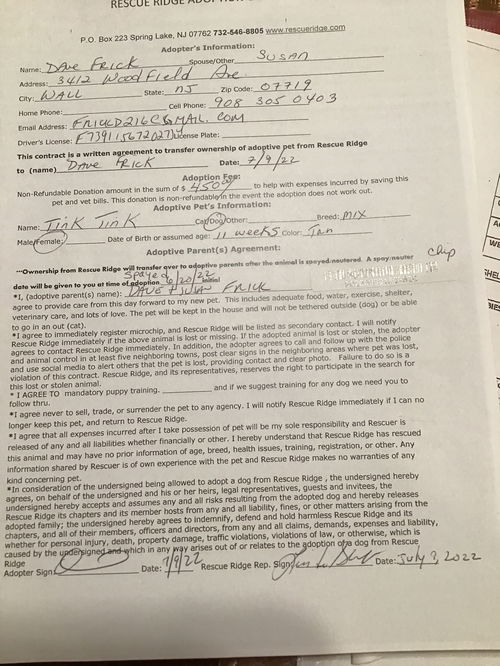 RESCUE RIDGE ADOPTION
P.O. Box 223 Spring Lake, NJ 07762 732-546-8805 www.rescueridge.com
Adopter's Information:
Name: Dave Frick Spouse/Other SUSAN
Address: 3412 Woodfield Ave
City: WALL State: NJ Zip Code: 07719
Home Phone: Cell Phone: 908 305 0403
Email Address: FRICKD216@GMAIL.COM
Driver's License: License Plate:
This contract is a written agreement to transfer ownership of adoptive pet from Rescue Ridge
to (name) DAVE FRICK Date: 7/9/22
Adoption Fee:
Non-Refundable Donation amount in the sum of $ 450 to help with expenses incurred by saving this
pet and vet bills. This donation is non-refundable in the event the adoption does not work out.
Adoptive Pet's Information:
Name: TINK TINK Cat/Dog/Other: Breed: MIX
Male/Female: Date of Birth or assumed age: 11 weeks Color: Tan
Adoptive Parent(s) Agreement:
chip
***Ownership from Rescue Ridge will transfer over to adoptive parents after the animal is spayed/neutered. A spay/neuter
Spayed 6/20/22
date will be given to you at time of adoption. initial
*I, (adoptive parent(s) name): DAVE & SUSAN FRICK
agree to provide care from this day forward to my new pet. This includes adequate food, water, exercise, shelter,
veterinary care, and lots of love. The pet will be kept in the house and will not be tethered outside (dog) or be able
to go in an out (cat).
*I agree to immediately register microchip, and Rescue Ridge will be listed as secondary contact. I will notify
Rescue Ridge immediately if the above animal is lost or missing. If the adopted animal is lost or stolen, the adopter
agrees to contact Rescue Ridge immediately. In addition, the adopter agrees to call and follow up with the police
and animal control in at least five neighboring towns, post clear signs in the neighboring areas where pet was lost,
and use social media to alert others that the pet is lost, providing contact and clear photo. Failure to do so is a
violation of this contract. Rescue Ridge, and its representatives, reserves the right to participate in the search for
this lost or stolen animal.
* I AGREE TO mandatory puppy training. and if we suggest training for any dog we need you to
follow thru.
*I agree never to sell, trade, or surrender the pet to any agency. I will notify Rescue Ridge immediately if I can no
longer keep this pet, and return to Rescue Ridge.
*I agree that all expenses incurred after I take possession of pet will be my sole responsibility and Rescuer is
released of any and all liabilities whether financially or other. I hereby understand that Rescue Ridge has rescued
this animal and may have no prior information of age, breed, health issues, training, registration, or other. Any
information shared by Rescuer is of own experience with the pet and Rescue Ridge makes no warranties of any
kind concerning pet.
*In consideration of the undersigned being allowed to adopt a dog from Rescue Ridge , the undersigned hereby
agrees, on behalf of the undersigned and his or her heirs, legal representatives, guests and invitees, the
undersigned hereby accepts and assumes any and all risks resulting from the adopted dog and hereby releases
Rescue Ridge its chapters and its member hosts from any and all liability, fines, or other matters arising from the
adopted family; the undersigned hereby agrees to indemnify, defend and hold harmless Rescue Ridge and its
chapters, and all of their members, officers and directors, from any and all claims, demands, expenses and liability,
whether for personal injury, death, property damage, traffic violations, violations of law, or otherwise, which is
caused by the undersigned and which in any way arises out of or relates to the adoption of a dog from Rescue
Ridge
Adopter Sign: Date: 7/9/22 Rescue Ridge Rep. Sign: Date: July 3, 2022